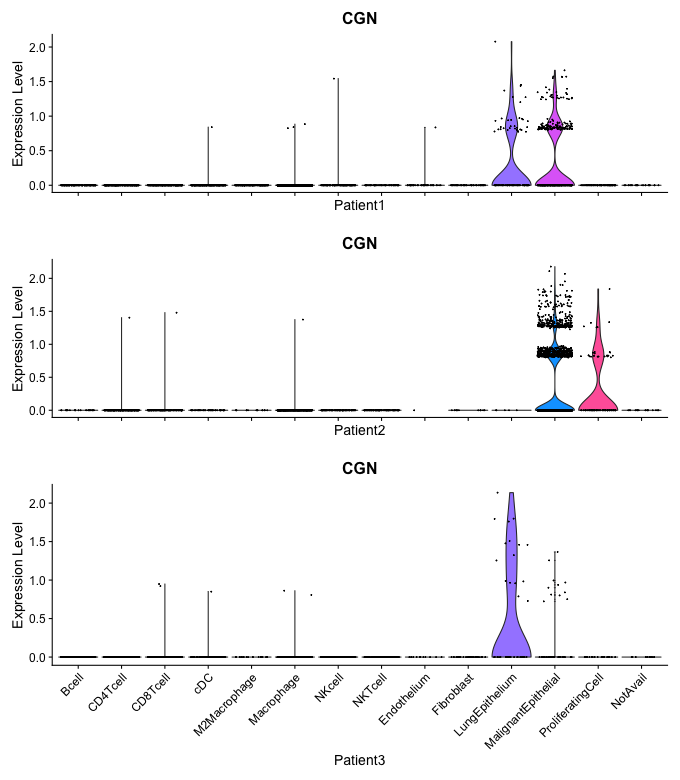 CGN
Expression Level
2.0
1.5
1.0
0.5
0.0
Patient1
CGN
Expression Level
2.0
1.5
1.0
0.5
0.0
Patient2
CGN
Expression Level
2.0
1.5
1.0
0.5
0.0
Bcell
CD4Tcell
CD8Tcell
cDC
M2Macrophage
Macrophage
NKcell
NKTcell
Endothelium
Fibroblast
LungEpithelium
MalignantEpithelial
ProliferatingCell
NotAvail
Patient3